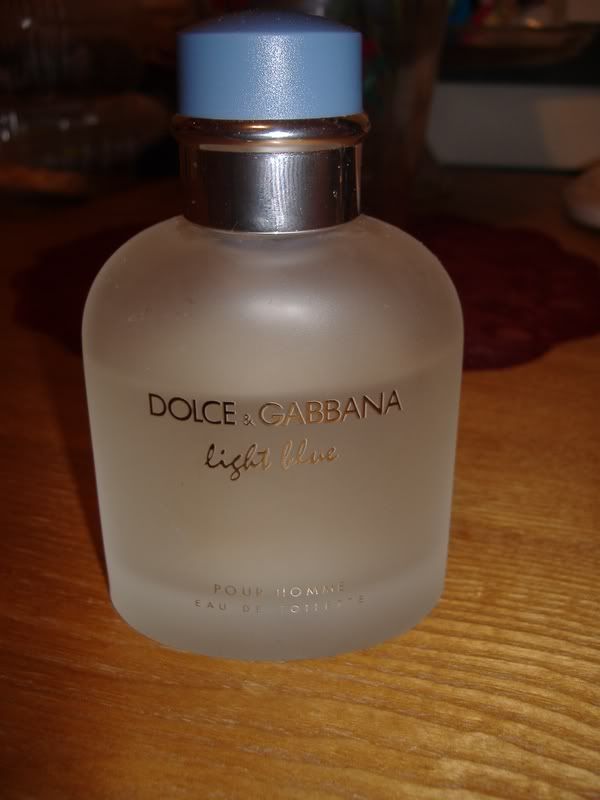 DOLCE & GABBANA
light blue
POUR HOMME
EAU DE TOILETTE